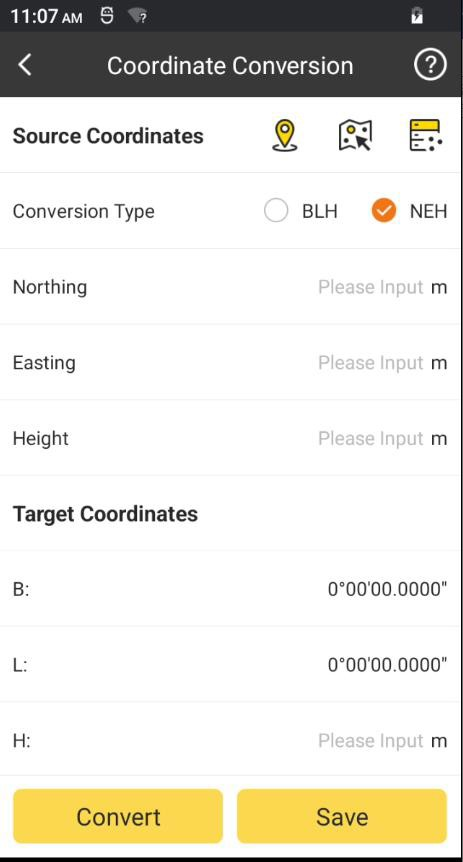 11:07 AM
Coordinate Conversion
Source Coordinates
Conversion Type BLH NEH
Northing Please Input m
Easting Please Input m
Height Please Input m
Target Coordinates
B: 0°00'00.0000"
L: 0°00'00.0000"
H: Please Input m
Convert Save